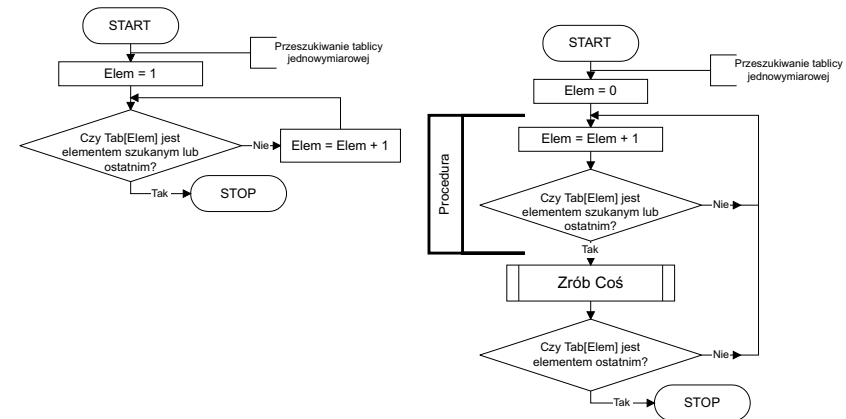 START
Przeszukiwanie tablicy
jednowymiarowej
Elem = 1
Czy Tab[Elem] jest
elementem szukanym lub
ostatnim?
Nie
Elem = Elem + 1
Tak
STOP
START
Przeszukiwanie tablicy
jednowymiarowej
Elem = 0
Procedura
Elem = Elem + 1
Czy Tab[Elem] jest
elementem szukanym lub
ostatnim?
Nie
Tak
Zrób Coś
Czy Tab[Elem] jest
elementem ostatnim?
Nie
Tak
STOP